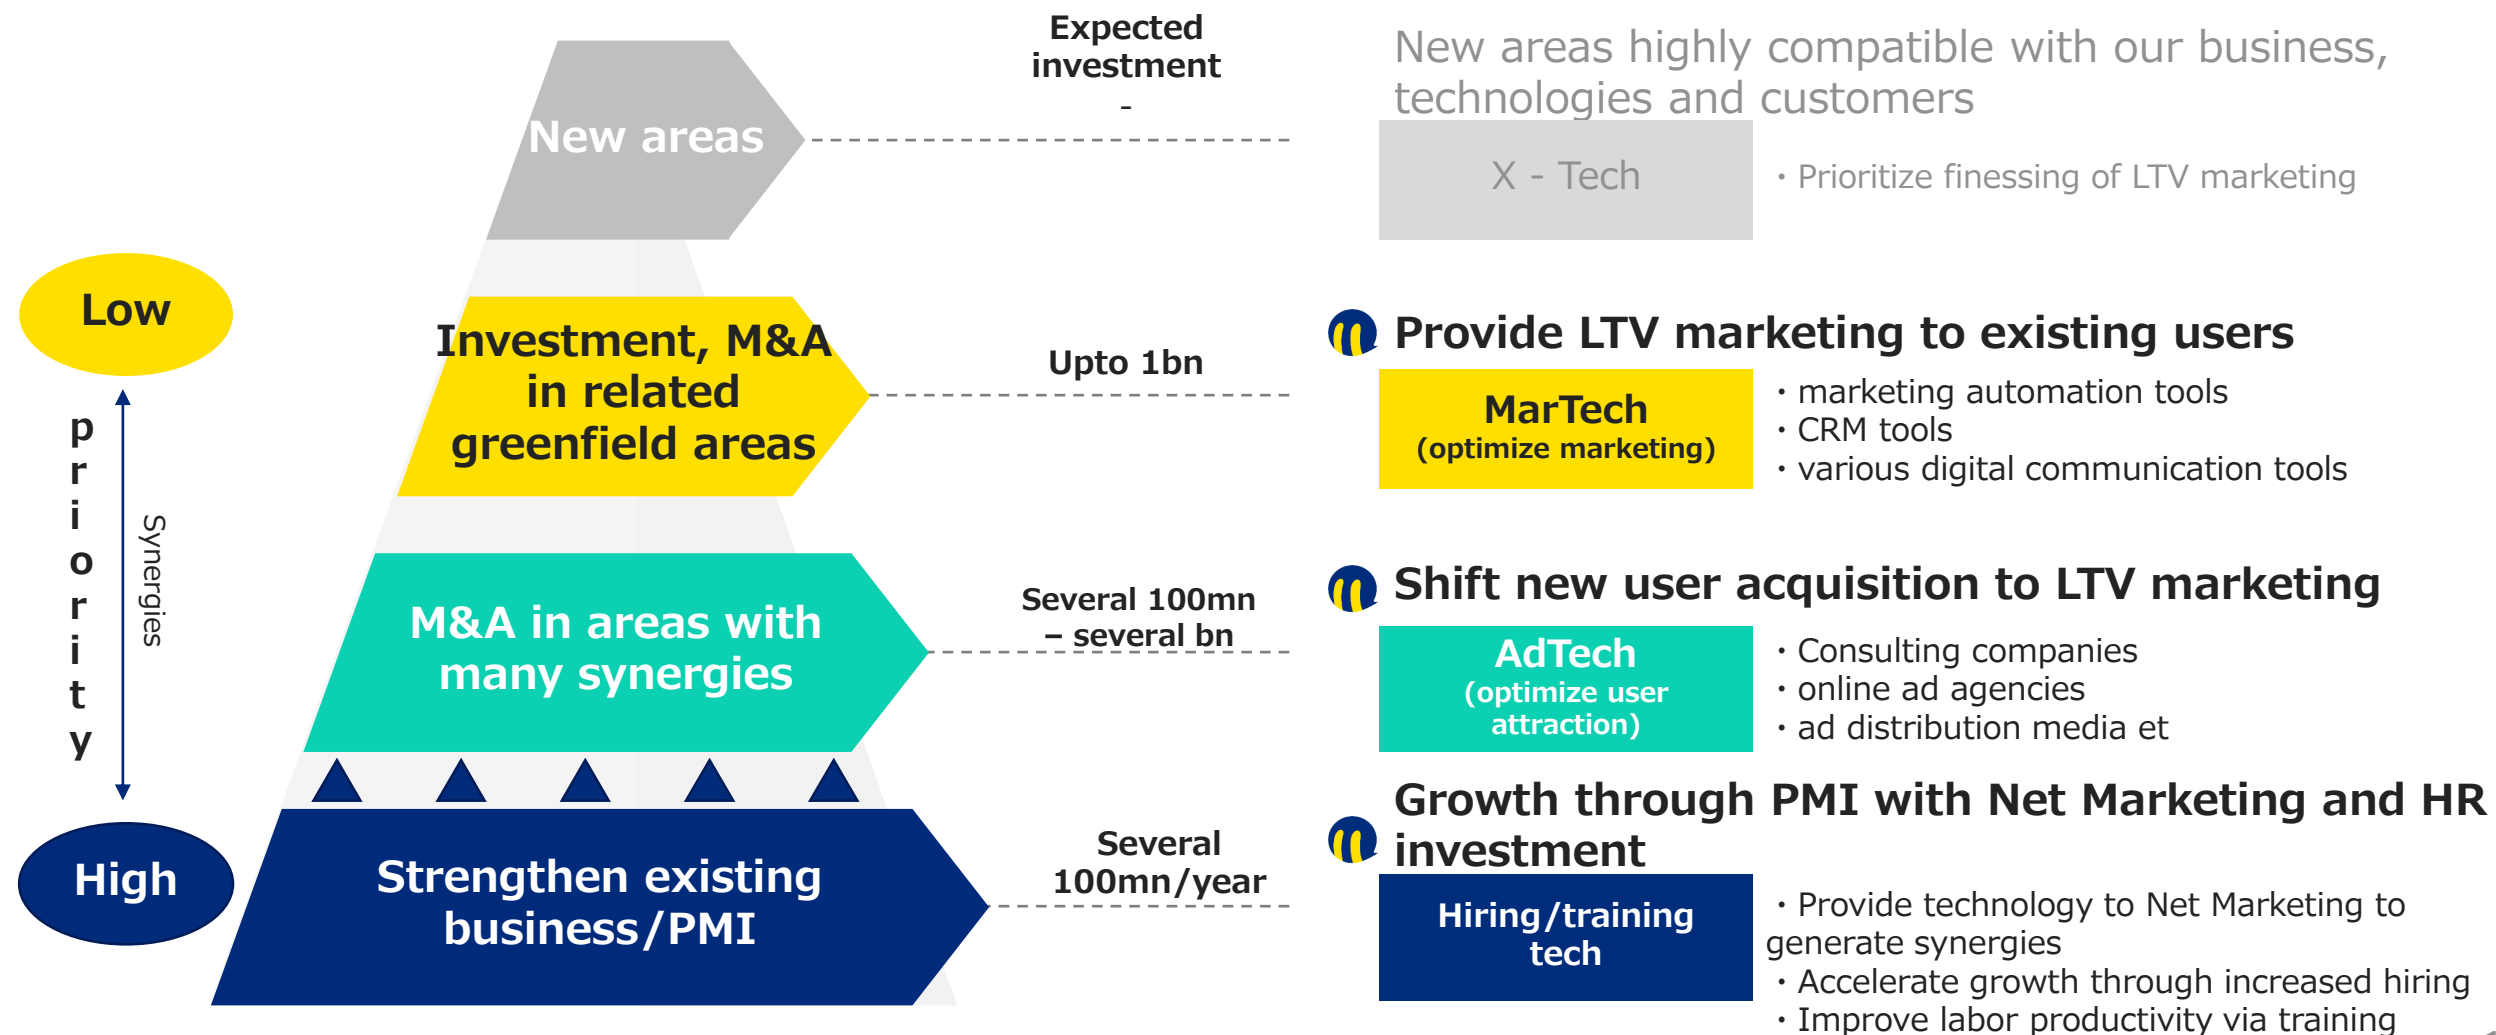 Expected
investment
-
New areas
New areas highly compatible with our business,
technologies and customers
X - Tech
・Prioritize finessing of LTV marketing
Low
priority
Synergies
High
Investment, M&A
in related
greenfield areas
Upto 1bn
Provide LTV marketing to existing users
MarTech
(optimize marketing)
・marketing automation tools
・CRM tools
・various digital communication tools
M&A in areas with
many synergies
Several 100mn
– several bn
Shift new user acquisition to LTV marketing
AdTech
(optimize user
attraction)
・Consulting companies
・online ad agencies
・ad distribution media et
Strengthen existing
business/PMI
Several
100mn/year
Growth through PMI with Net Marketing and HR
investment
Hiring/training
tech
・Provide technology to Net Marketing to
generate synergies
・Accelerate growth through increased hiring
・Improve labor productivity via training